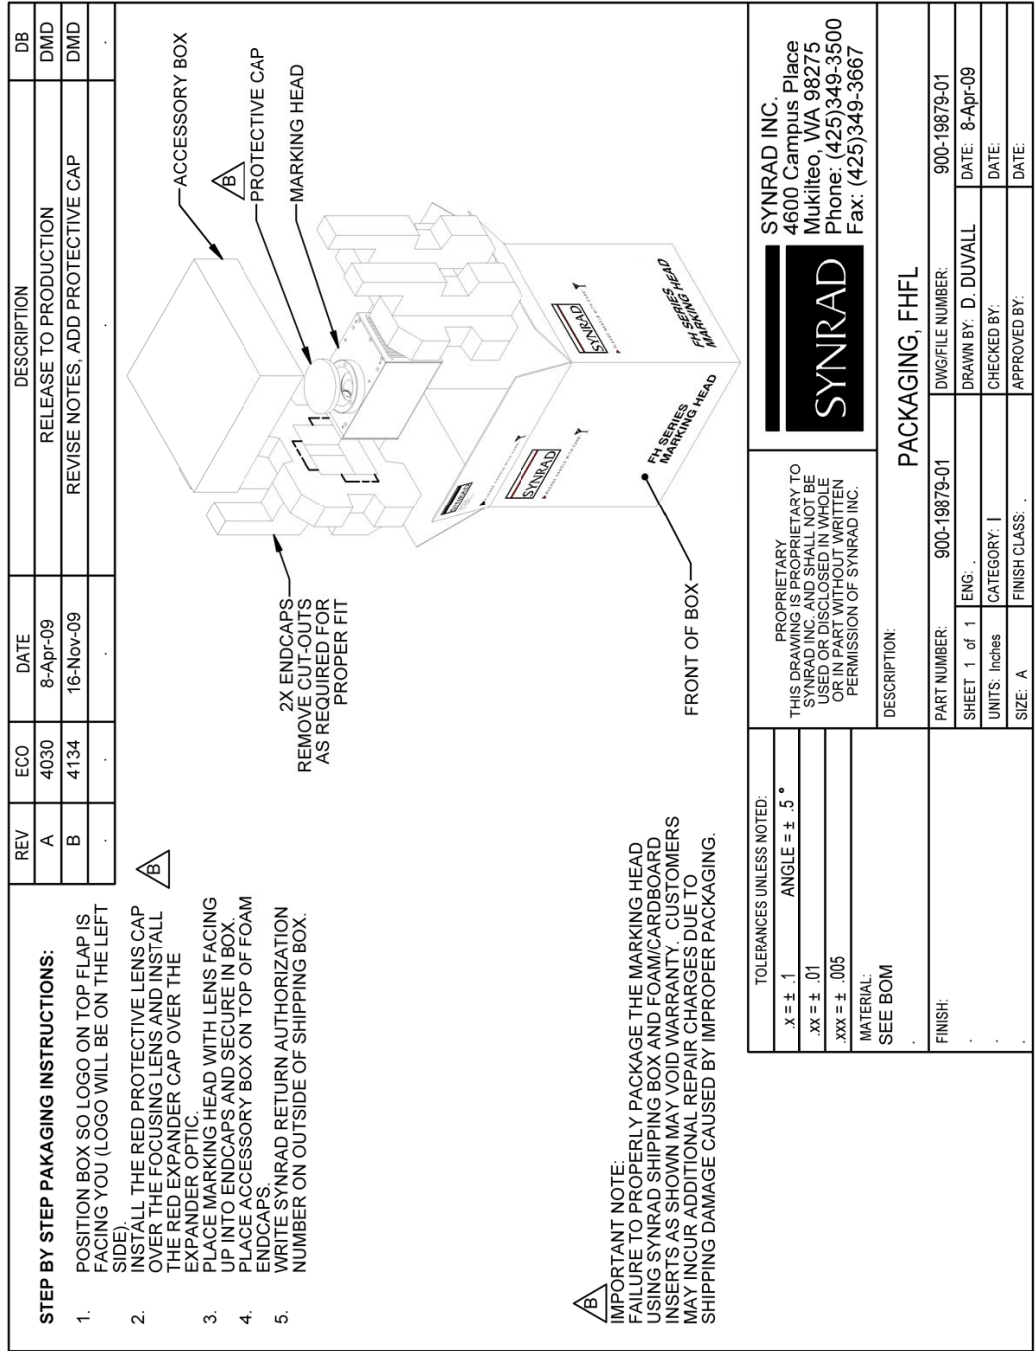 REV ECO DATE DESCRIPTION DB
A 4030 8-Apr-09 RELEASE TO PRODUCTION DMD
B 4134 16-Nov-09 REVISE NOTES, ADD PROTECTIVE CAP DMD
. . . . .
STEP BY STEP PAKAGING INSTRUCTIONS:
1. POSITION BOX SO LOGO ON TOP FLAP IS
FACING YOU (LOGO WILL BE ON THE LEFT
SIDE).
2. INSTALL THE RED PROTECTIVE LENS CAP
OVER THE FOCUSING LENS AND INSTALL
THE RED EXPANDER CAP OVER THE
EXPANDER OPTIC.
B
3. PLACE MARKING HEAD WITH LENS FACING
UP INTO ENDCAPS AND SECURE IN BOX.
4. PLACE ACCESSORY BOX ON TOP OF FOAM
ENDCAPS.
5. WRITE SYNRAD RETURN AUTHORIZATION
NUMBER ON OUTSIDE OF SHIPPING BOX.
ACCESSORY BOX
B
PROTECTIVE CAP
MARKING HEAD
2X ENDCAPS
REMOVE CUT-OUTS
AS REQUIRED FOR
PROPER FIT
SYNRAD
SYNRAD
FH SERIES
MARKING HEAD
FH SERIES
MARKING HEAD
FRONT OF BOX
B
IMPORTANT NOTE:
FAILURE TO PROPERLY PACKAGE THE MARKING HEAD
USING SYNRAD SHIPPING BOX AND FOAM/CARDBOARD
INSERTS AS SHOWN MAY VOID WARRANTY. CUSTOMERS
MAY INCUR ADDITIONAL REPAIR CHARGES DUE TO
SHIPPING DAMAGE CAUSED BY IMPROPER PACKAGING.
TOLERANCES UNLESS NOTED:
.x = ± .1 ANGLE = ± .5 °
.xx = ± .01
.xxx = ± .005
MATERIAL:
SEE BOM
.
FINISH:
.
.
.
PROPRIETARY
THIS DRAWING IS PROPRIETARY TO
SYNRAD INC. AND SHALL NOT BE
USED OR DISCLOSED IN WHOLE
OR IN PART WITHOUT WRITTEN
PERMISSION OF SYNRAD INC.
SYNRAD
SYNRAD INC.
4600 Campus Place
Mukilteo, WA 98275
Phone: (425)349-3500
Fax: (425)349-3667
DESCRIPTION:
PACKAGING, FHFL
PART NUMBER: 900-19879-01 DWG/FILE NUMBER: 900-19879-01
SHEET 1 of 1 ENG: . DRAWN BY: D. DUVALL DATE: 8-Apr-09
UNITS: Inches CATEGORY: I CHECKED BY: DATE:
SIZE: A FINISH CLASS: . APPROVED BY: DATE: